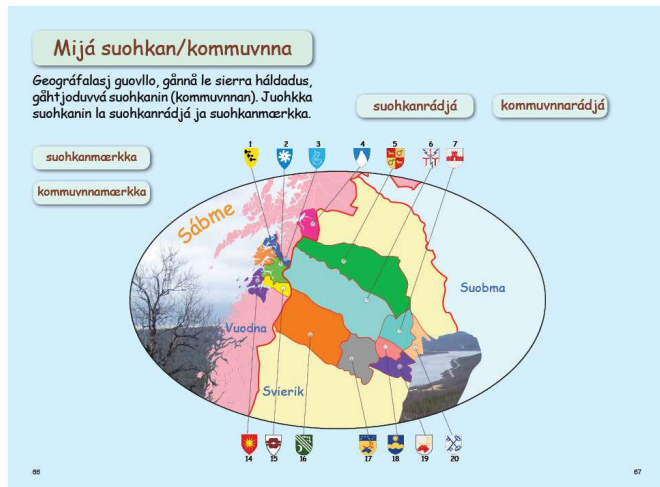 Mijá suohkan/kommuvnna
Geográfalasj guovllo, gånnå le sierra háldadus,
gåhtjoduvvá suohkanin (kommuvnnan). Juohkka
suohkanin la suohkanrádjá ja suohkanmærkka.
suohkanrádjá
kommuvnnarádjá
suohkanmærkka
kommuvnnamærkka
1 2 3 4 5 6 7
Sábme
Suobma
Vuodna
Svierik
14 15 16 17 18 19 20
66
67